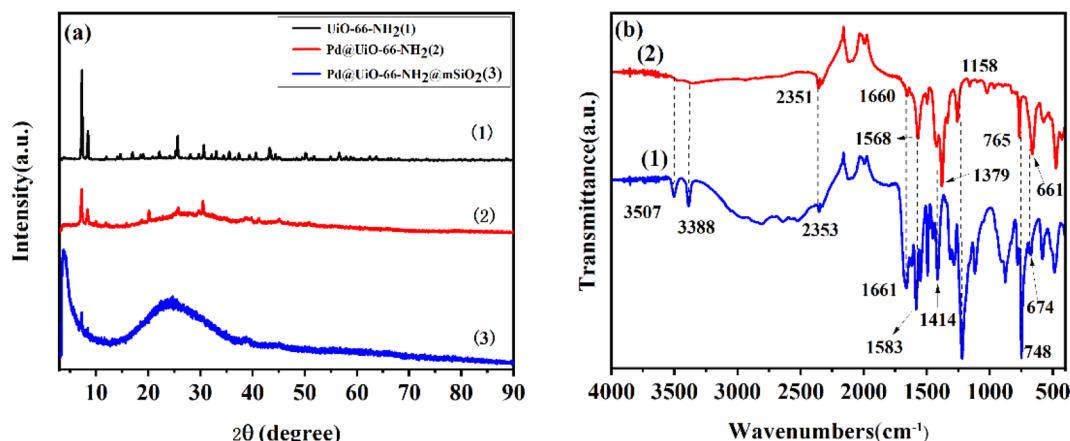 (a)
UiO-66-NH2(1)
Pd@UiO-66-NH2(2)
Pd@UiO-66-NH2@mSiO2(3)
(1)
(2)
(3)
Intensity(a.u.)
10 20 30 40 50 60 70 80 90
2θ (degree)
(b)
(2)
2351
1660
1158
1568
765
1379
661
(1)
3507
3388
2353
1661
1583
1414
674
748
Transmittance(a.u.)
4000 3500 3000 2500 2000 1500 1000 500
Wavenumbers(cm-1)